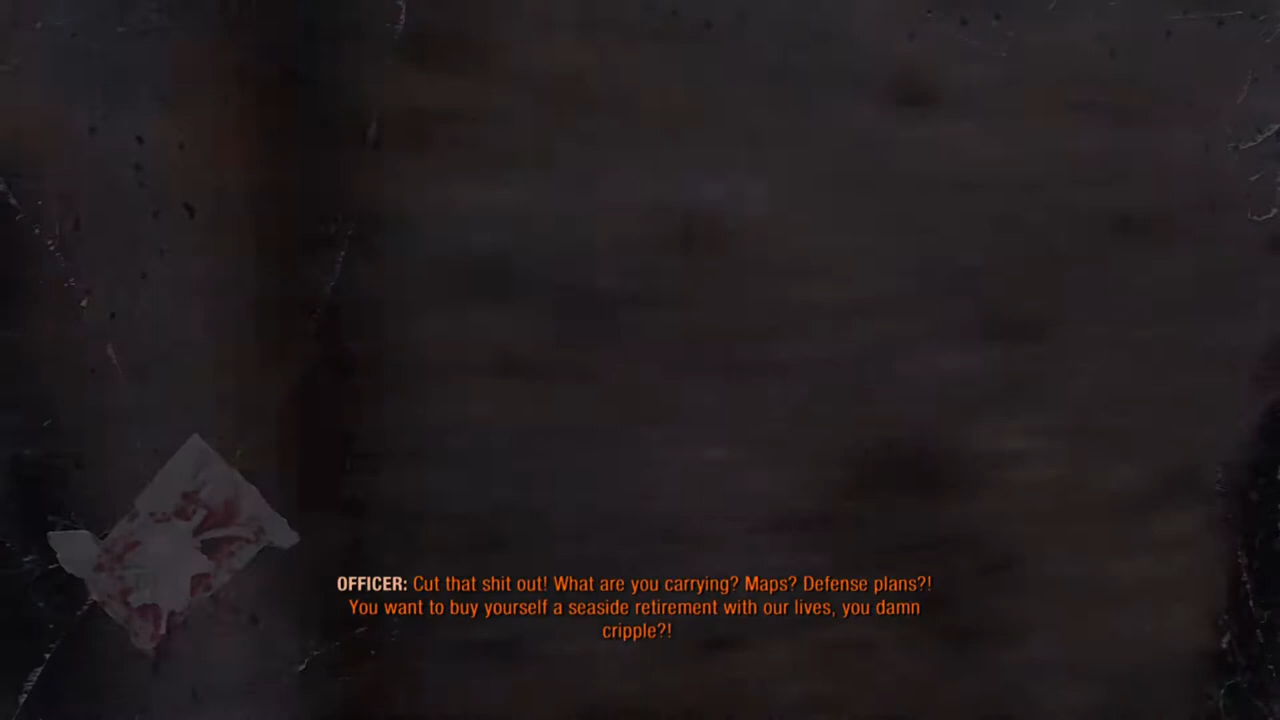 OFFICER: Cut that shit out! What are you carrying? Maps? Defense plans?!
You want to buy yourself a seaside retirement with our lives, you damn
cripple?!